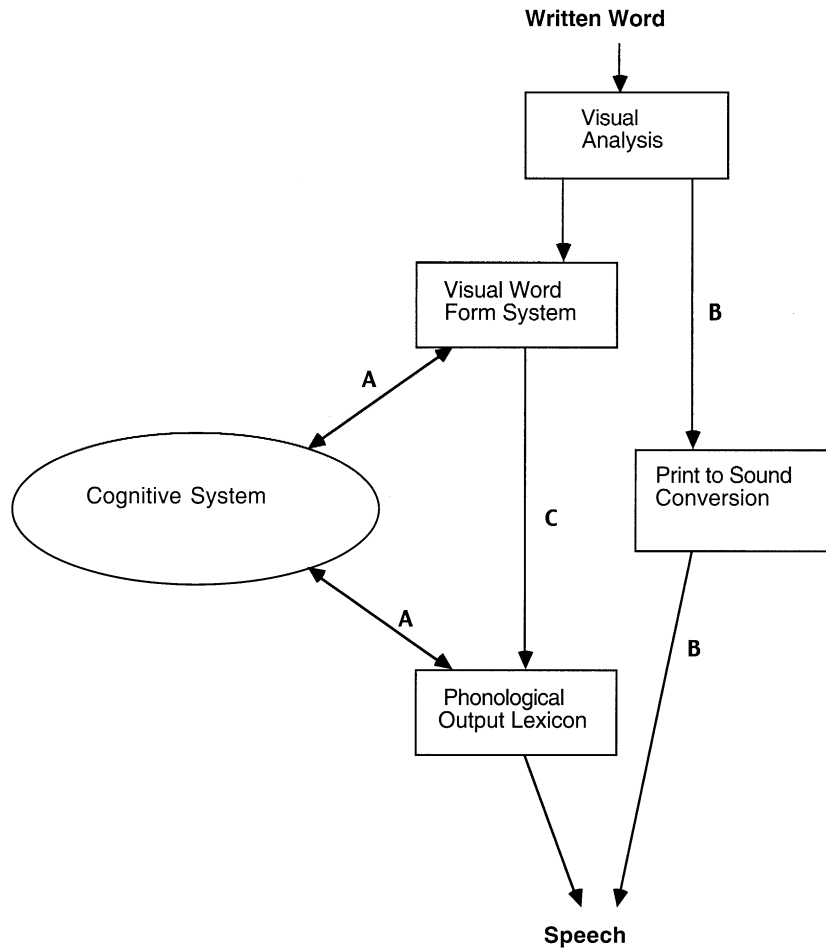 Written Word
Visual
Analysis
Visual Word
Form System
B
A
Cognitive System
Print to Sound
Conversion
C
A
B
Phonological
Output Lexicon
Speech